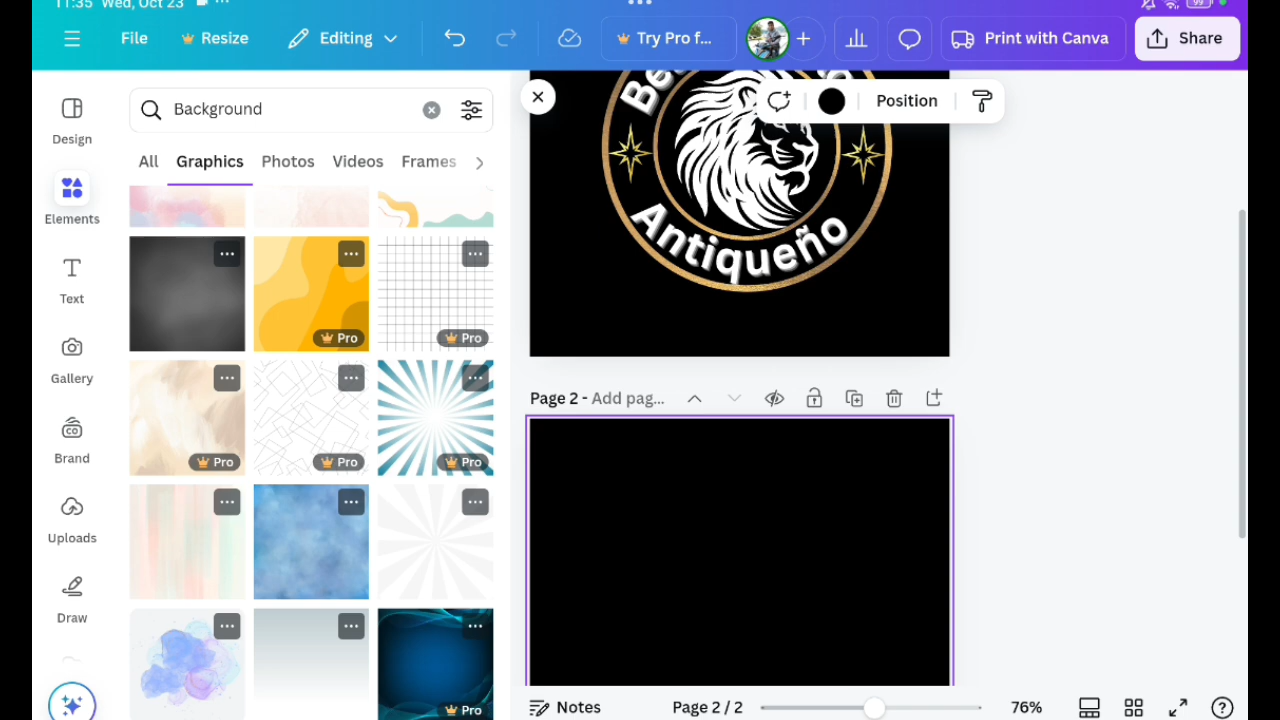 11:35 Wed, Oct 23
99
File
Resize
Editing
Try Pro f...
Print with Canva
Share
Design
Elements
Text
Gallery
Brand
Uploads
Draw
Background
All Graphics Photos Videos Frames
Pro
Pro
Pro
Pro
Pro
Pro
Position
Antiqueño
Page 2 - Add pag...
Notes
Page 2 / 2
76%